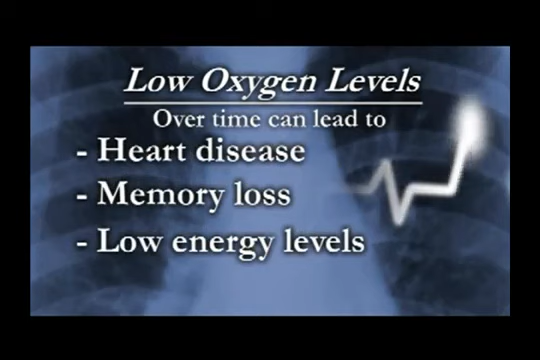 Low Oxygen Levels
Over time can lead to
- Heart disease
- Memory loss
- Low energy levels